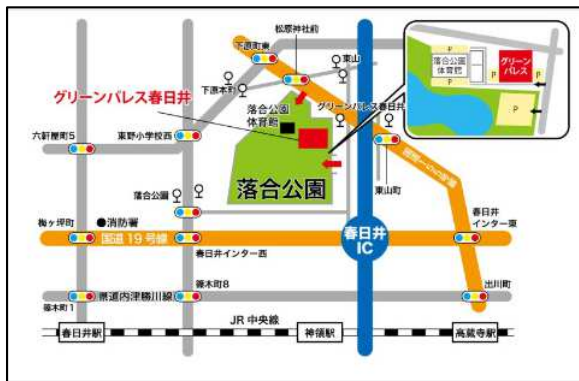 松原神社前
下原町東
東山
下原本町
グリーンパレス春日井
落合公園
体育館
グリーンパレス春日井
六軒屋町5
東野小学校西
落合公園
落合公園
東山町
梅ヶ坪町
●消防署
国道19号線
春日井インター西
春日井
IC
春日井
インター東
篠木町8
県道内津勝川線
篠木町1
出川町
JR中央線
春日井駅
神領駅
高蔵寺駅
P
落合公園
体育館
P
P
グリーン
パレス
P
P